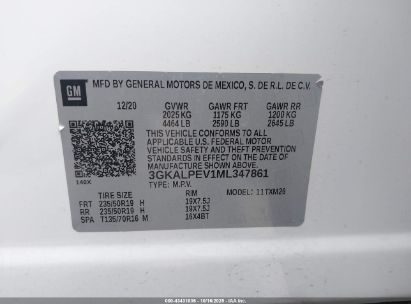 GM
MFD BY GENERAL MOTORS DE MEXICO, S. DE R.L. DE C.V.
12/20 GVWR GAWR FRT GAWR RR
2025 KG 1175 KG 1200 KG
4464 LB 2590 LB 2645 LB
THIS VEHICLE CONFORMS TO ALL
APPLICABLE U.S. FEDERAL MOTOR
VEHICLE SAFETY AND THEFT PREVENTION
STANDARDS IN EFFECT ON THE DATE OF
MANUFACTURE SHOWN ABOVE.
3GKALPEV1ML347861
TYPE: M.P.V. MODEL: 11TXM26
TIRE SIZE RIM
FRT 235/50R19 H 19X7.5J
RR 235/50R19 H 19X7.5J
SPA T135/70R16 M 16X4BT